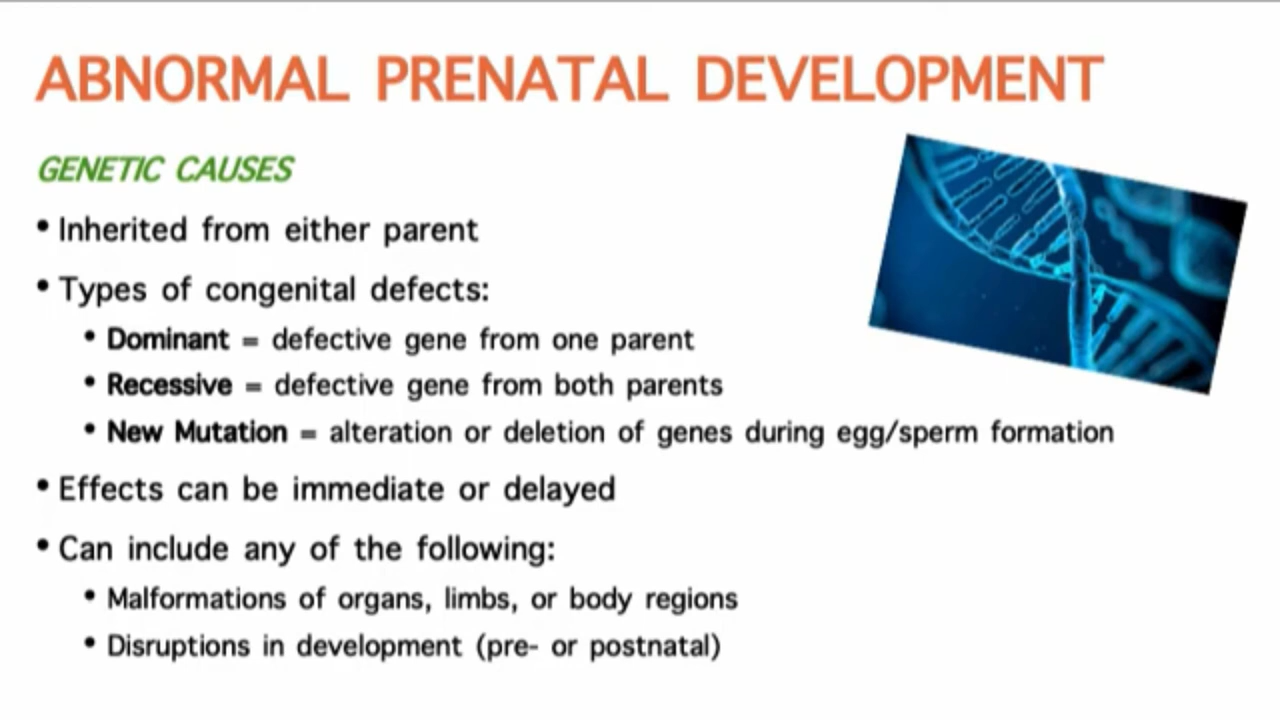 ABNORMAL PRENATAL DEVELOPMENT
GENETIC CAUSES
• Inherited from either parent
• Types of congenital defects:
• Dominant = defective gene from one parent
• Recessive = defective gene from both parents
• New Mutation = alteration or deletion of genes during egg/sperm formation
• Effects can be immediate or delayed
• Can include any of the following:
• Malformations of organs, limbs, or body regions
• Disruptions in development (pre- or postnatal)